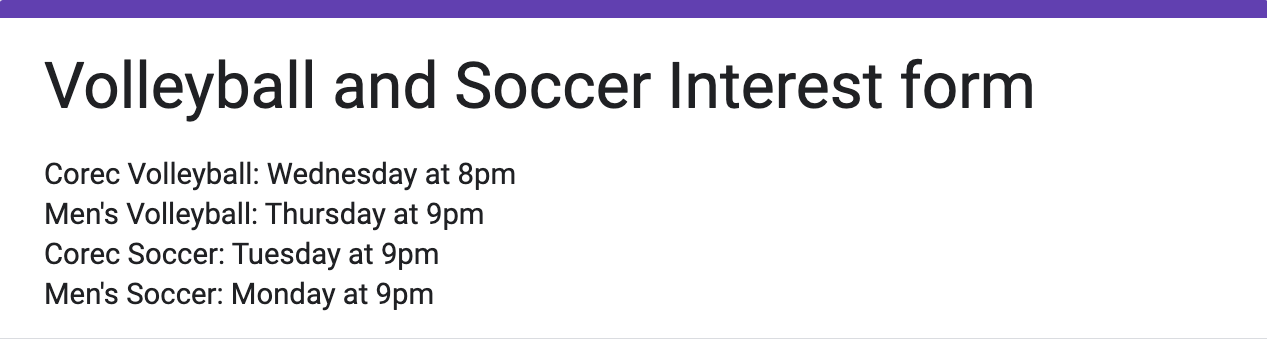 Volleyball and Soccer Interest form
Corec Volleyball: Wednesday at 8pm
Men's Volleyball: Thursday at 9pm
Corec Soccer: Tuesday at 9pm
Men's Soccer: Monday at 9pm